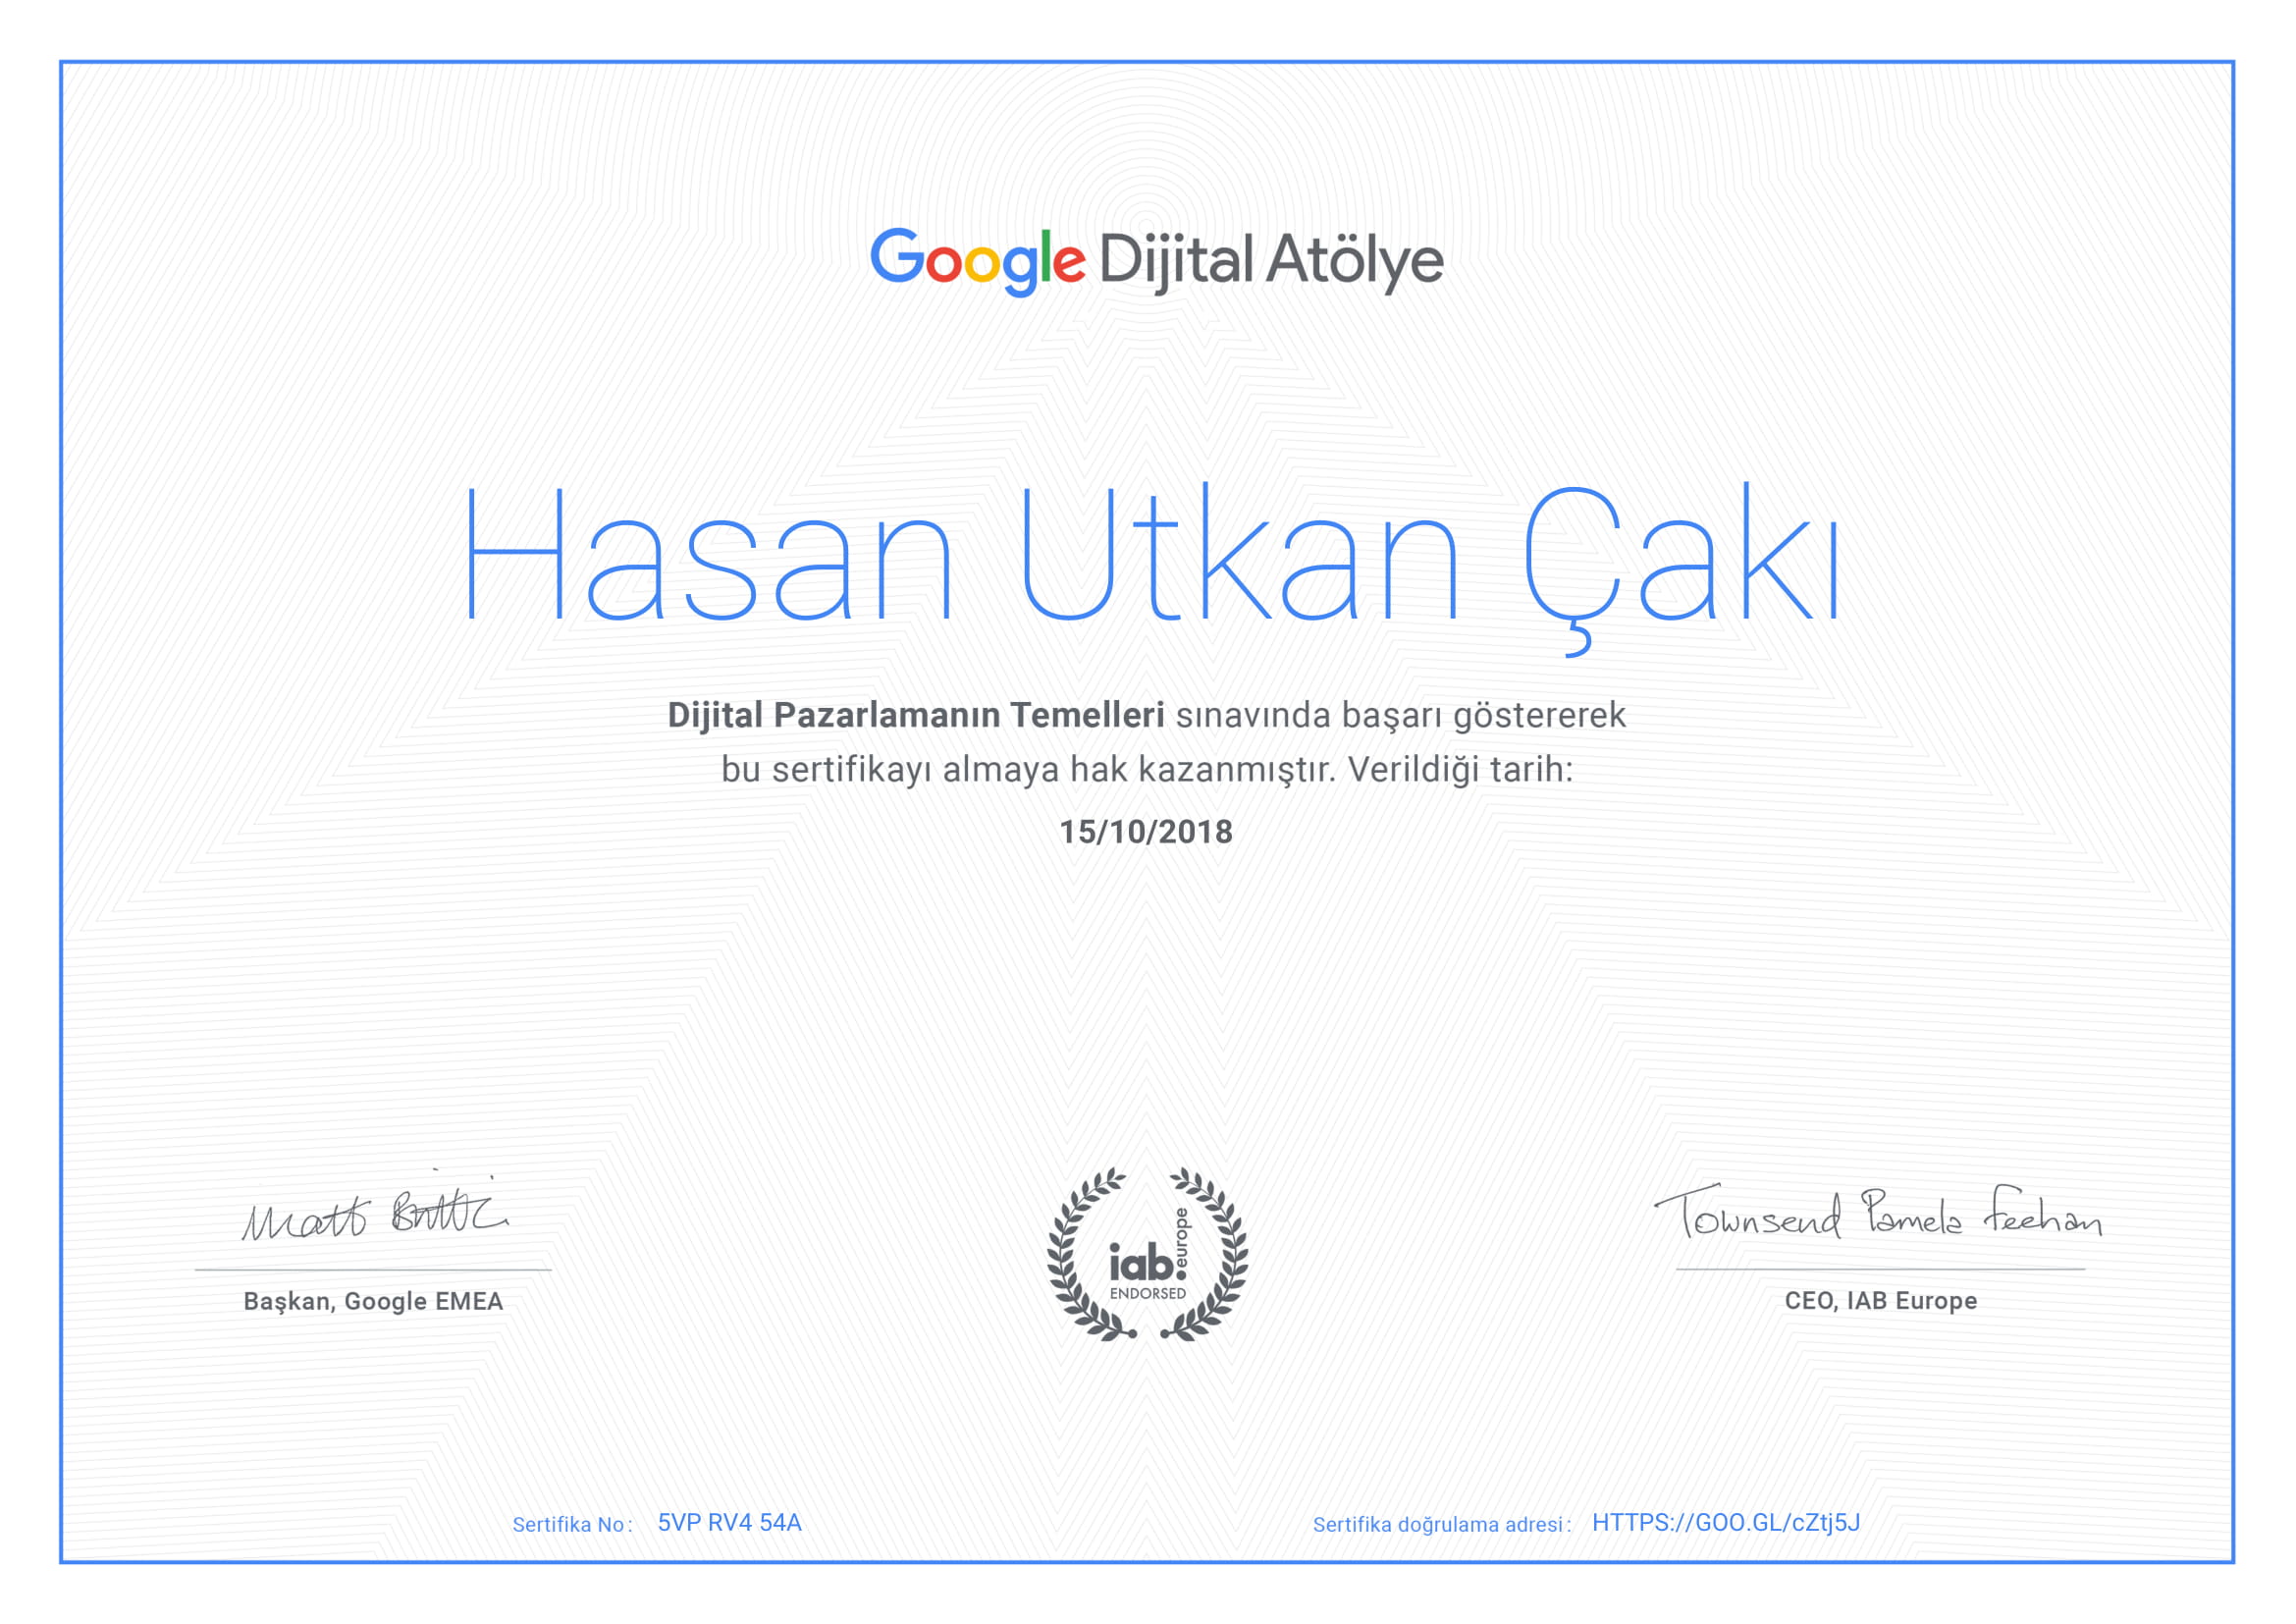 Google Dijital Atölye
Hasan Utkan Çakı
Dijital Pazarlamanın Temelleri sınavında başarı göstererek
bu sertifikayı almaya hak kazanmıştır. Verildiği tarih:
15/10/2018
Matt
Townsend Pamela Feehan
iab europe
ENDORSED
Başkan, Google EMEA
CEO, IAB Europe
Sertifika No: 5VP RV4 54A
Sertifika doğrulama adresi: HTTPS://GOO.GL/cZtj5J